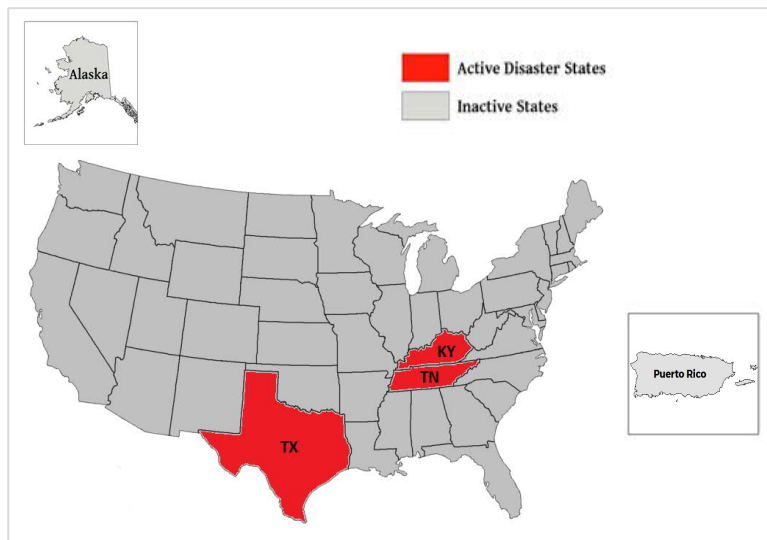 Alaska
Active Disaster States
Inactive States
KY
TN
TX
Puerto Rico